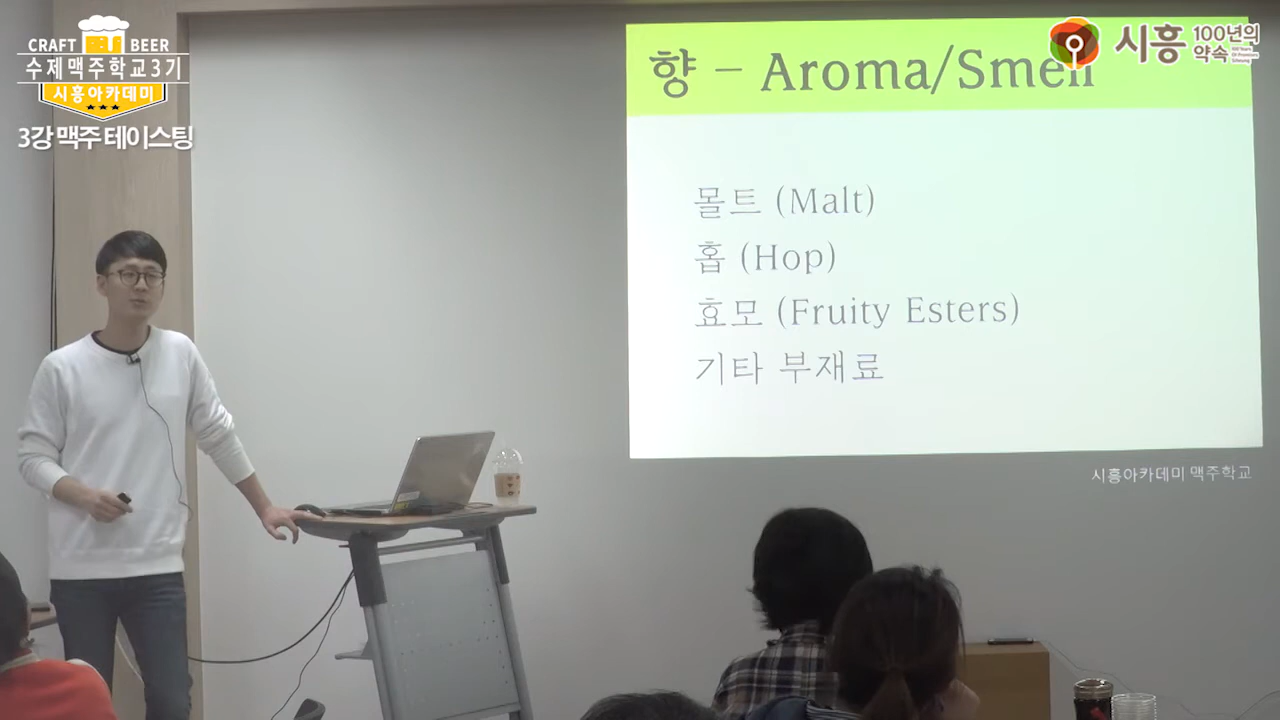 CRAFT BEER
수제맥주학교3기
시흥아카데미
3강 맥주 테이스팅
시흥 100년의
약속
향 – Aroma/Smell
몰트 (Malt)
홉 (Hop)
효모 (Fruity Esters)
기타 부재료
시흥아카데미 맥주학교